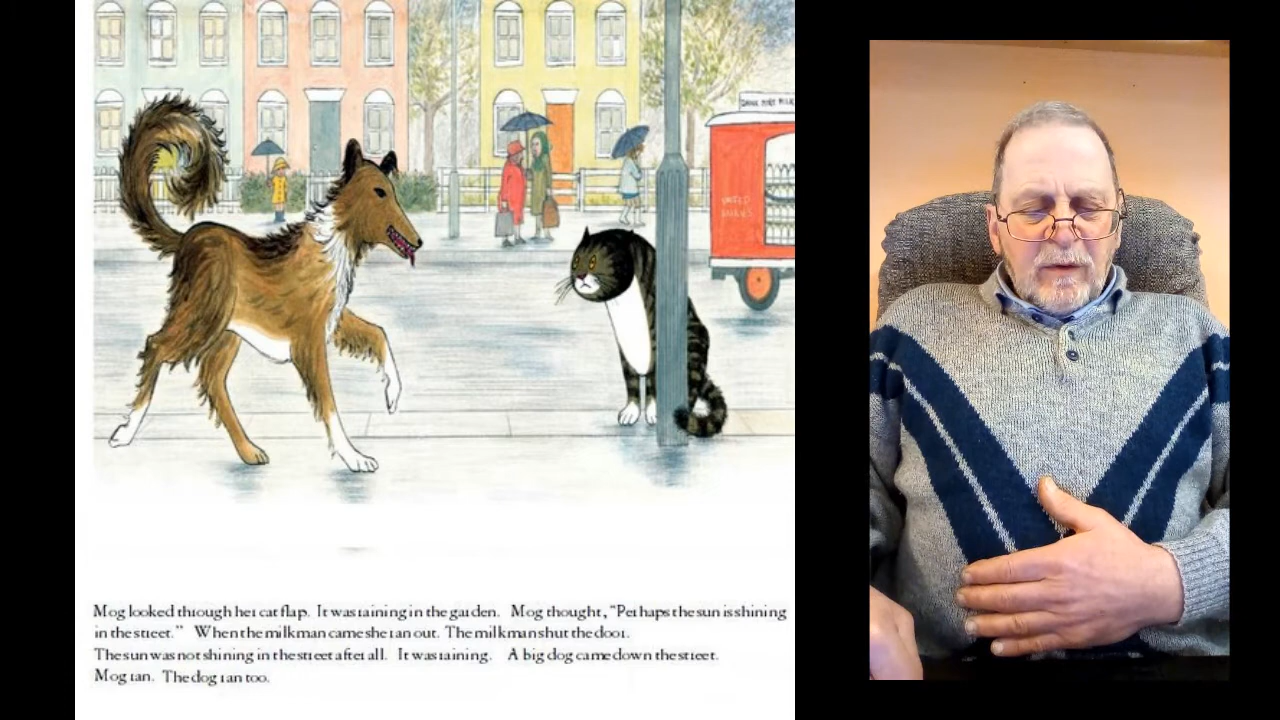 UNITED
DAIRIES
Mog looked through her cat flap. It was raining in the garden. Mog thought, "Perhaps the sun is shining
in the street." When the milkman came she ran out. The milkman shut the door.
The sun was not shining in the street after all. It was raining. A big dog came down the street.
Mog ran. The dog ran too.